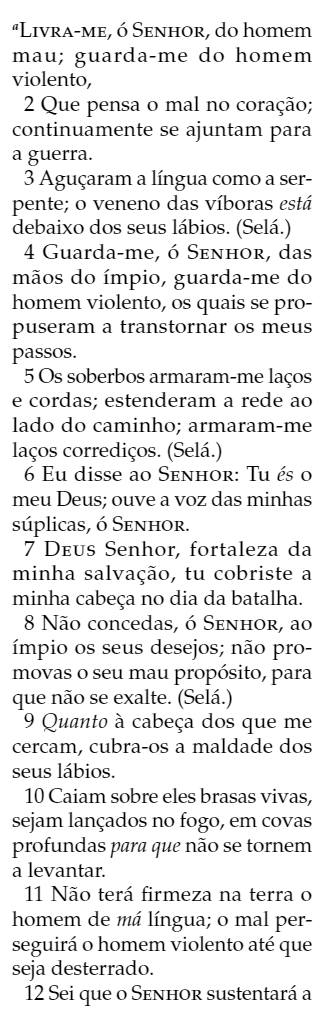 ᵃLIVRA-ME, ó SENHOR, do homem
mau; guarda-me do homem
violento,
2 Que pensa o mal no coração;
continuamente se ajuntam para
a guerra.
3 Aguçaram a língua como a ser-
pente; o veneno das víboras está
debaixo dos seus lábios. (Selá.)
4 Guarda-me, ó SENHOR, das
mãos do ímpio, guarda-me do
homem violento, os quais se pro-
puseram a transtornar os meus
passos.
5 Os soberbos armaram-me laços
e cordas; estenderam a rede ao
lado do caminho; armaram-me
laços corrediços. (Selá.)
6 Eu disse ao SENHOR: Tu és o
meu Deus; ouve a voz das minhas
súplicas, ó SENHOR.
7 DEUS Senhor, fortaleza da
minha salvação, tu cobriste a
minha cabeça no dia da batalha.
8 Não concedas, ó SENHOR, ao
ímpio os seus desejos; não pro-
movas o seu mau propósito, para
que não se exalte. (Selá.)
9 Quanto à cabeça dos que me
cercam, cubra-os a maldade dos
seus lábios.
10 Caiam sobre eles brasas vivas,
sejam lançados no fogo, em covas
profundas para que não se tornem
a levantar.
11 Não terá firmeza na terra o
homem de má língua; o mal per-
seguirá o homem violento até que
seja desterrado.
12 Sei que o SENHOR sustentará a